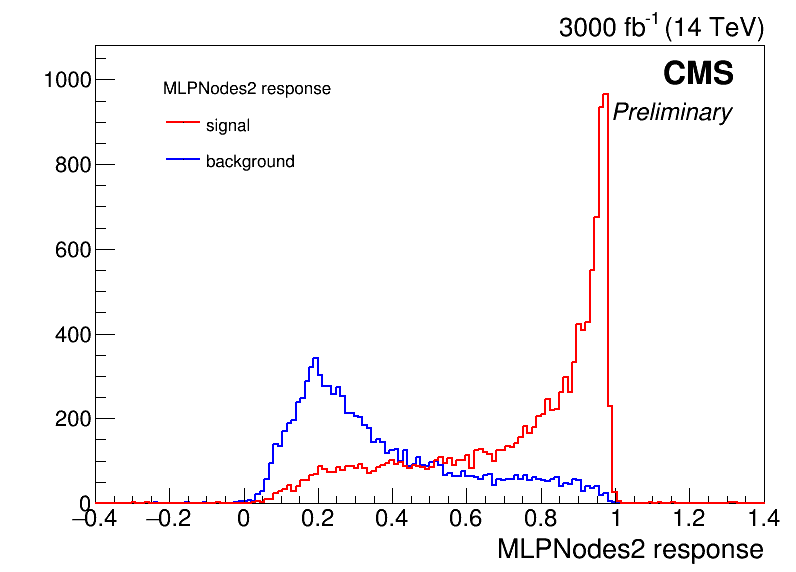 3000 fb-1 (14 TeV)
CMS
Preliminary
MLPNodes2 response
signal
background
1000
800
600
400
200
0
−0.4 −0.2 0 0.2 0.4 0.6 0.8 1 1.2 1.4
MLPNodes2 response